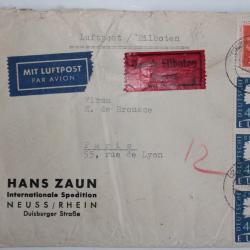 Luftpost / Eilboten
MIT LUFTPOST
PAR AVION
Eilboten
Firma
M. de Brousse
Paris
55, rue de Lyon
12
HANS ZAUN
Internationale Spedition
NEUSS/RHEIN
Duisburger Straße